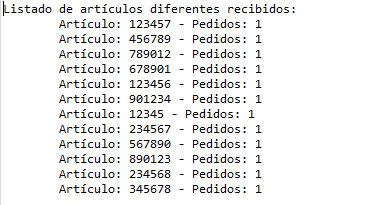 Listado de artículos diferentes recibidos:
Artículo: 123457 - Pedidos: 1
Artículo: 456789 - Pedidos: 1
Artículo: 789012 - Pedidos: 1
Artículo: 678901 - Pedidos: 1
Artículo: 123456 - Pedidos: 1
Artículo: 901234 - Pedidos: 1
Artículo: 12345 - Pedidos: 1
Artículo: 234567 - Pedidos: 1
Artículo: 567890 - Pedidos: 1
Artículo: 890123 - Pedidos: 1
Artículo: 234568 - Pedidos: 1
Artículo: 345678 - Pedidos: 1